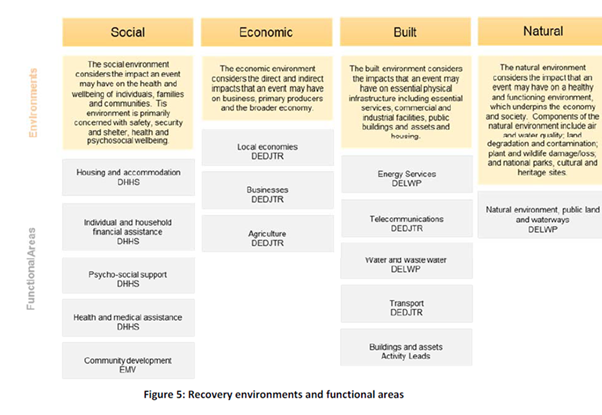 Social
Economic
Built
Natural
Environments
The social environment
considers the impact an event
may have on the health and
wellbeing of individuals, families
and communities. Tis
environment is primarily
concerned with safety, security
and shelter, health and
psychosocial wellbeing.
The economic environment
considers the direct and indirect
impacts that an event may have
on business, primary producers
and the broader economy.
The built environment considers
the impacts that an event may
have on essential physical
infrastructure including essential
services, commercial and
industrial facilities, public
buildings and assets and
housing.
The natural environment
considers the impact that an
event may have on a healthy
and functioning environment,
which underpins the economy
and society. Components of the
natural environment include air
and water quality; land
degradation and contamination;
plant and wildlife damage/loss;
and national parks, cultural and
heritage sites.
Functional Areas
Housing and accommodation
DHHS
Individual and household
financial assistance
DHHS
Psycho-social support
DHHS
Health and medical assistance
DHHS
Community development
EMV
Local economies
DEDJTR
Businesses
DEDJTR
Agriculture
DEDJTR
Energy Services
DELWP
Telecommunications
DEDJTR
Water and waste water
DELWP
Transport
DEDJTR
Buildings and assets
Activity Leads
Natural environment, public land
and waterways
DELWP
Figure 5: Recovery environments and functional areas